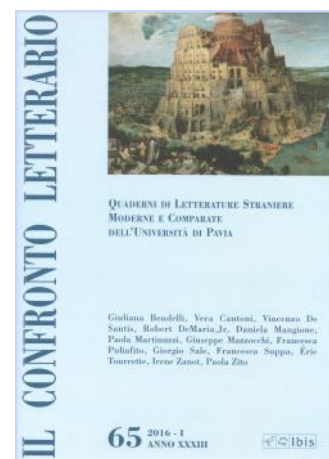 IL CONFRONTO LETTERARIO
QUADERNI DI LETTERATURE STRANIERE
MODERNE E COMPARATE
DELL'UNIVERSITÀ DI PAVIA
Giuliana Bendelli, Vera Cantoni, Vincenzo De
Santis, Robert DeMaria,Jr, Daniela Mangione,
Paola Martinuzzi, Giuseppe Mazzocchi, Francesca
Puliafito, Giorgio Sale, Francesca Suppa, Éric
Tourrette, Irene Zanot, Paola Zito
65 2016 - I
ANNO XXXIII
Ibis